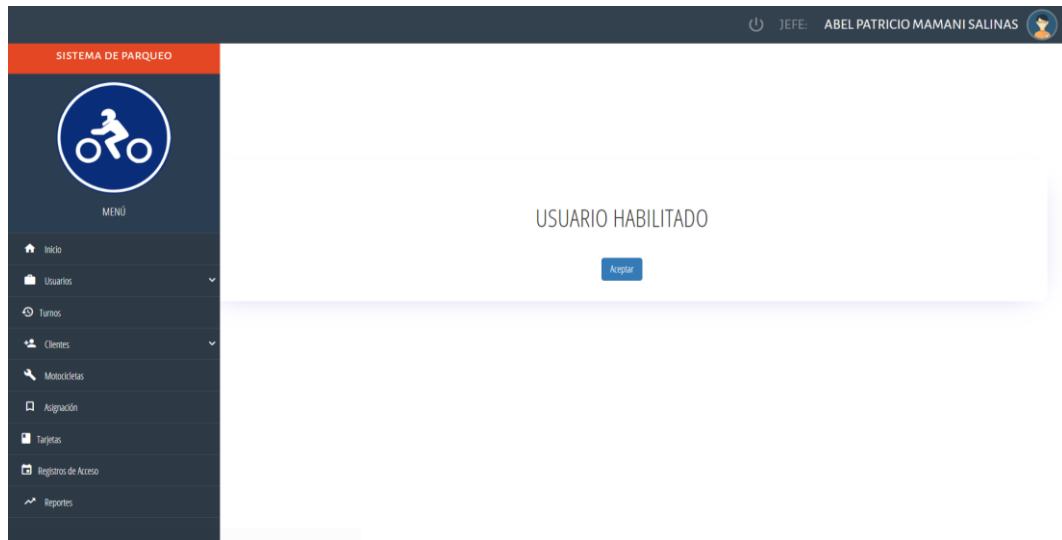 JEFE: ABEL PATRICIO MAMANI SALINAS
SISTEMA DE PARQUEO
MENÚ
Inicio
Usuarios
Turnos
Clientes
Motocicletas
Asignación
Tarjetas
Registros de Acceso
Reportes
USUARIO HABILITADO
Aceptar